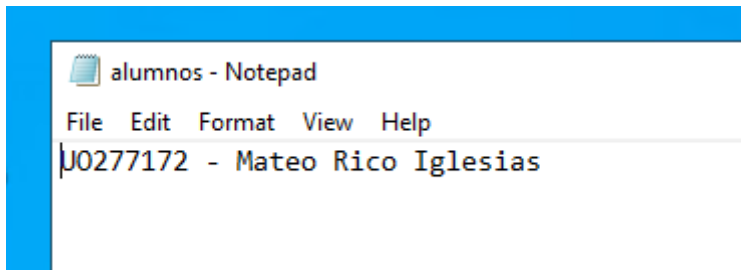 alumnos - Notepad
File Edit Format View Help
UO277172 - Mateo Rico Iglesias